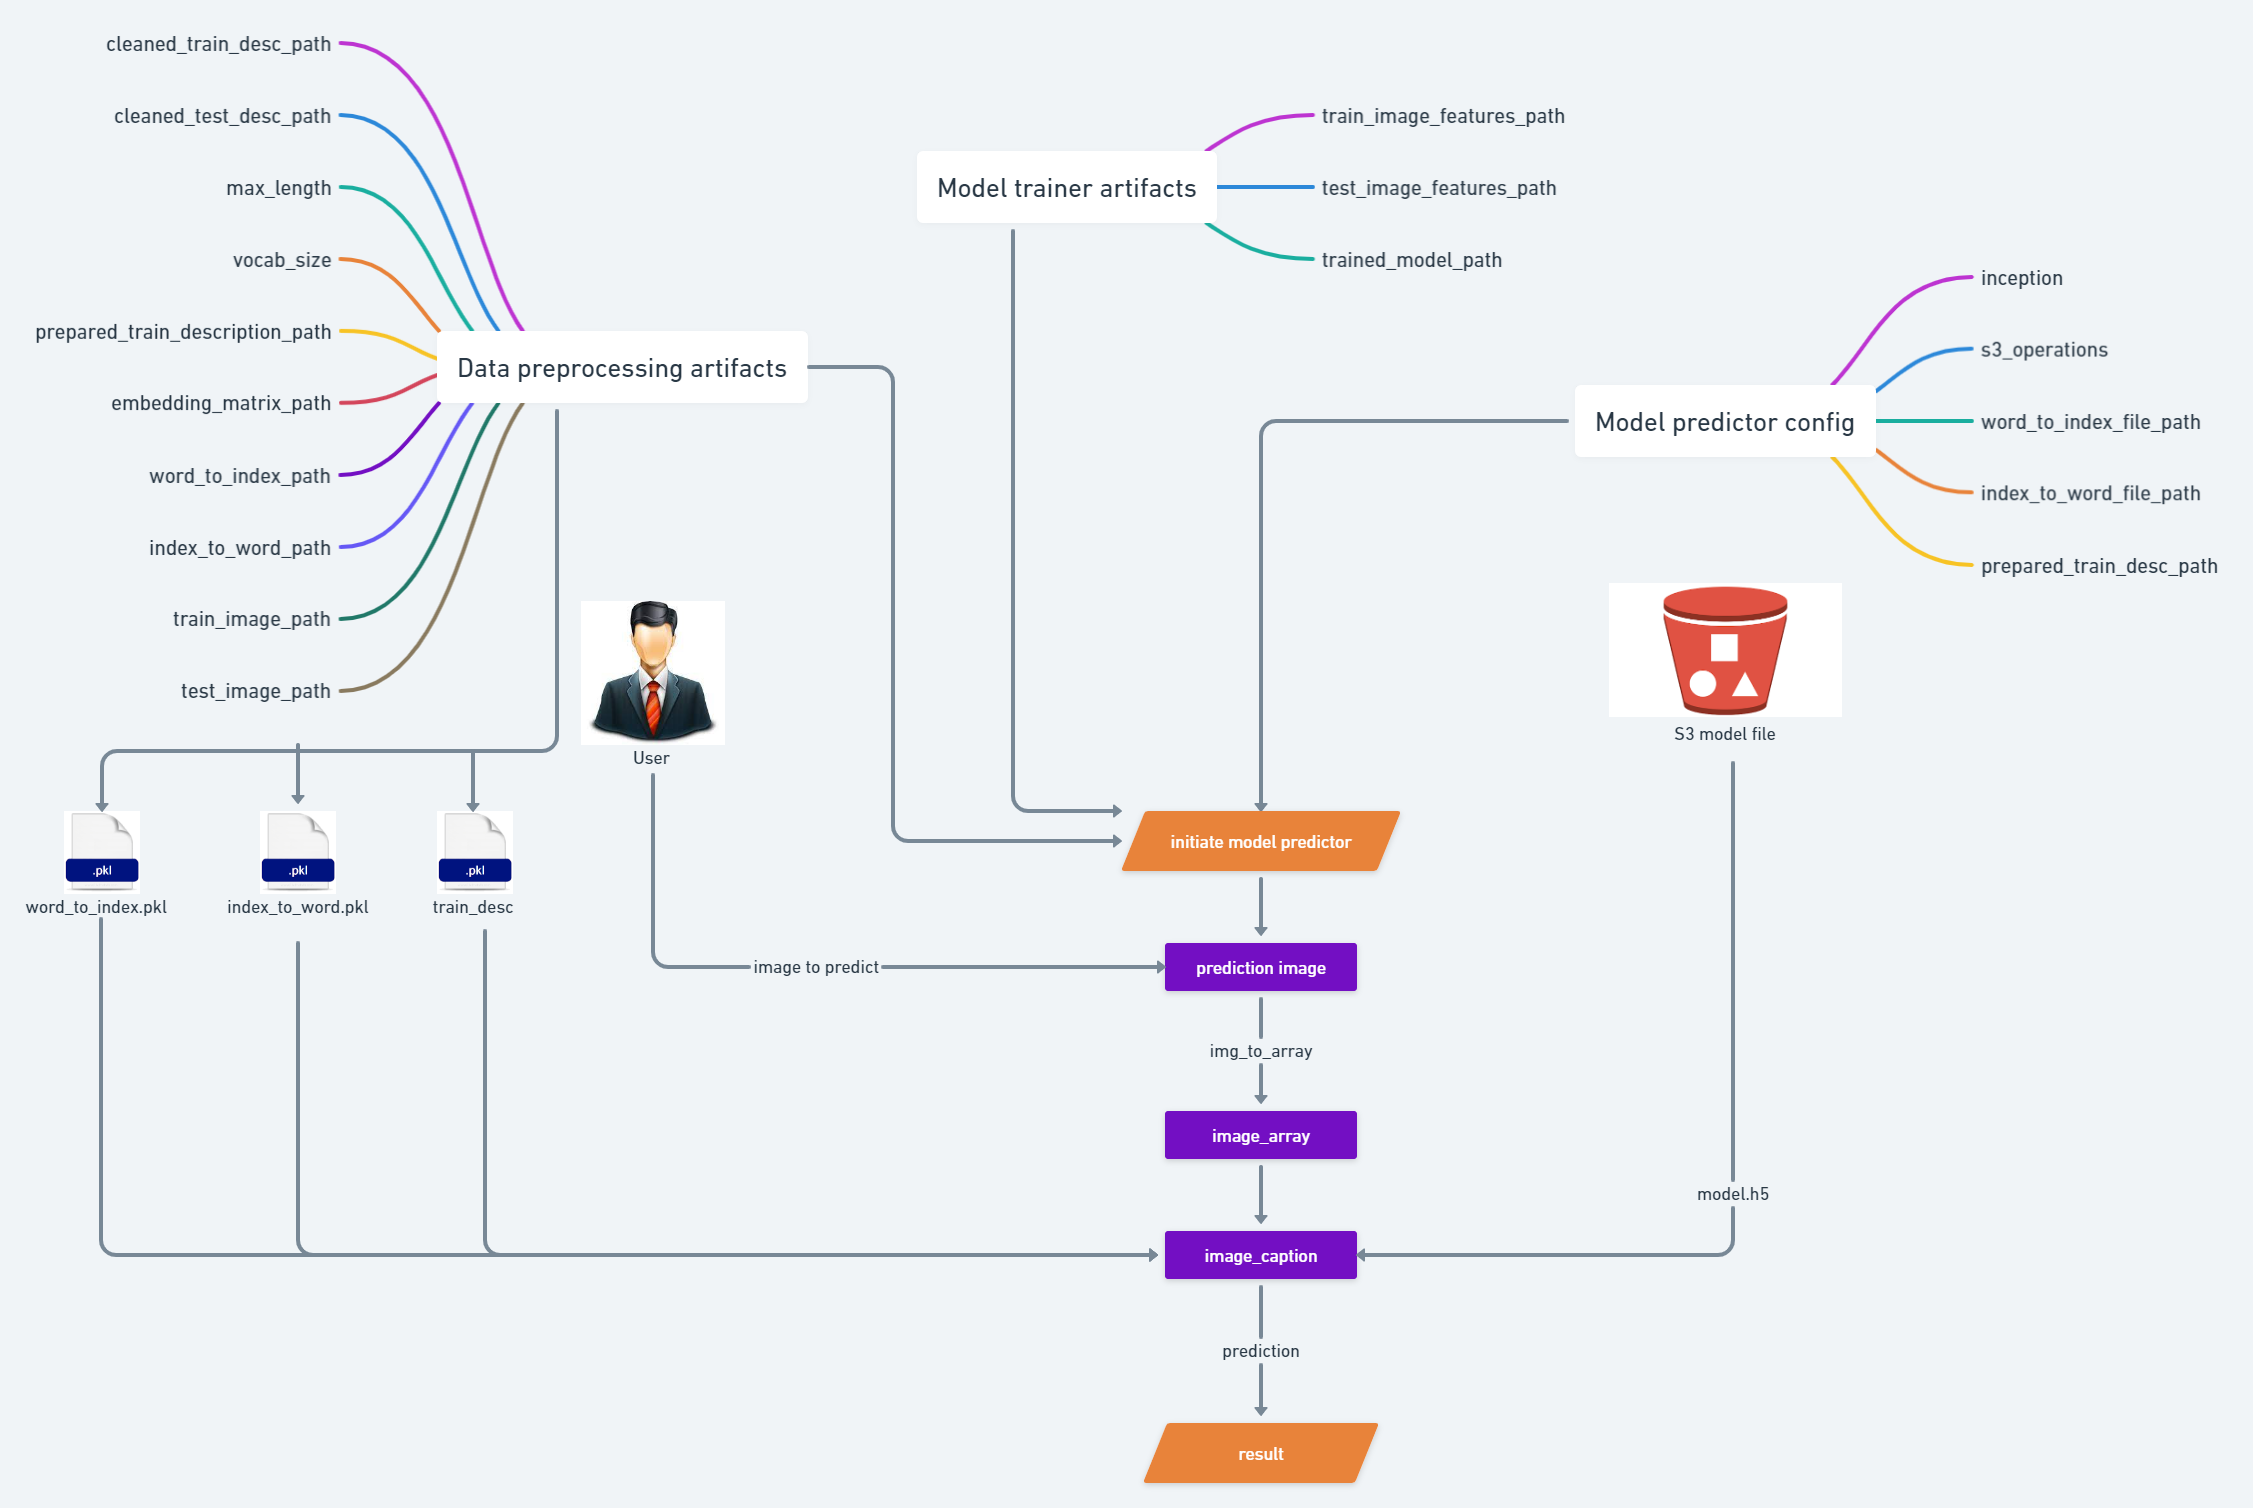 cleaned_train_desc_path
cleaned_test_desc_path
max_length
vocab_size
prepared_train_description_path
embedding_matrix_path
word_to_index_path
index_to_word_path
train_image_path
test_image_path
Data preprocessing artifacts
Model trainer artifacts
train_image_features_path
test_image_features_path
trained_model_path
Model predictor config
inception
s3_operations
word_to_index_file_path
index_to_word_file_path
prepared_train_desc_path
User
S3 model file
.pkl
word_to_index.pkl
.pkl
index_to_word.pkl
.pkl
train_desc
initiate model predictor
image to predict
prediction image
img_to_array
image_array
model.h5
image_caption
prediction
result